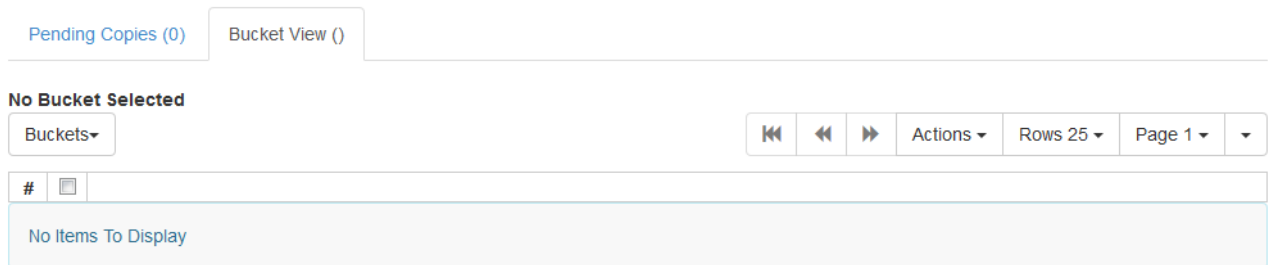 Pending Copies (0) Bucket View ()
No Bucket Selected
Buckets Actions Rows 25 Page 1
#
No Items To Display